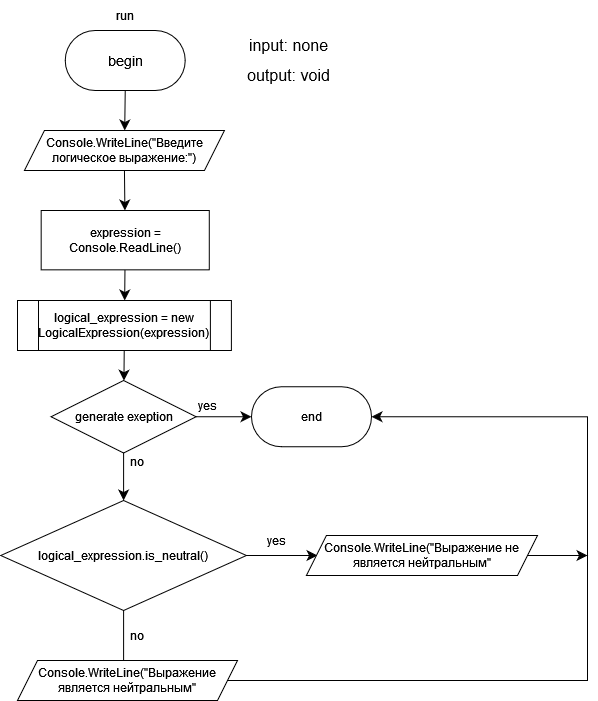 run
input: none
output: void
begin
Console.WriteLine("Введите
логическое выражение:")
expression =
Console.ReadLine()
logical_expression = new
LogicalExpression(expression)
generate exeption
yes
end
no
logical_expression.is_neutral()
yes
Console.WriteLine("Выражение не
является нейтральным"
no
Console.WriteLine("Выражение
является нейтральным"